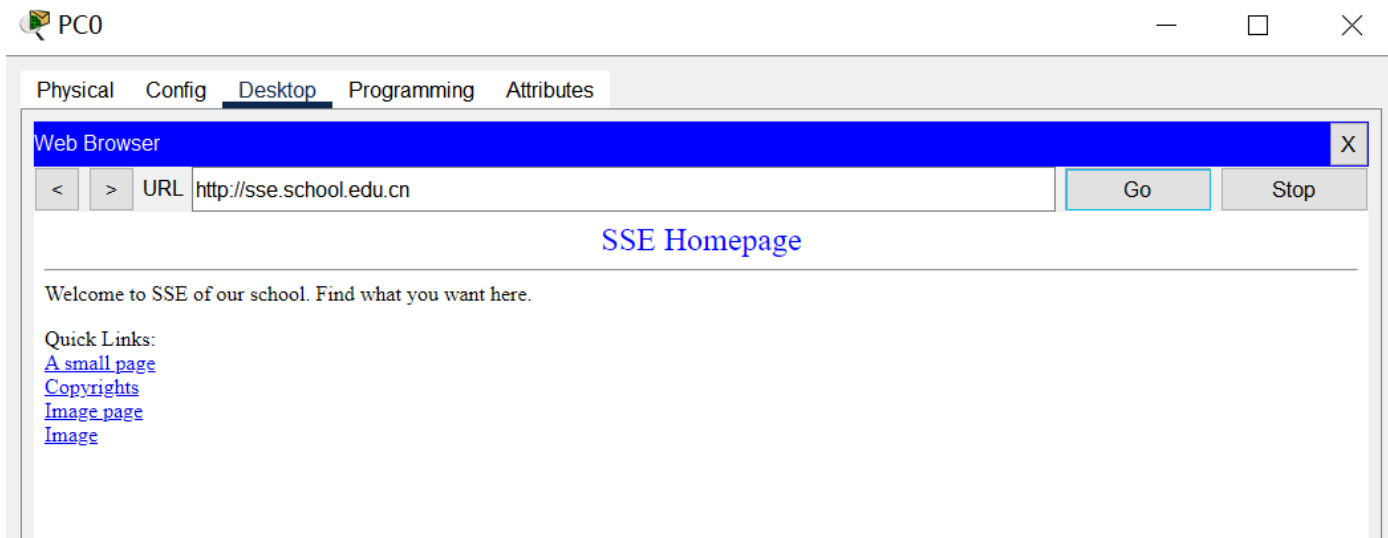 PC0
Physical Config Desktop Programming Attributes
Web Browser X
< > URL http://sse.school.edu.cn Go Stop
SSE Homepage
Welcome to SSE of our school. Find what you want here.
Quick Links:
A small page
Copyrights
Image page
Image